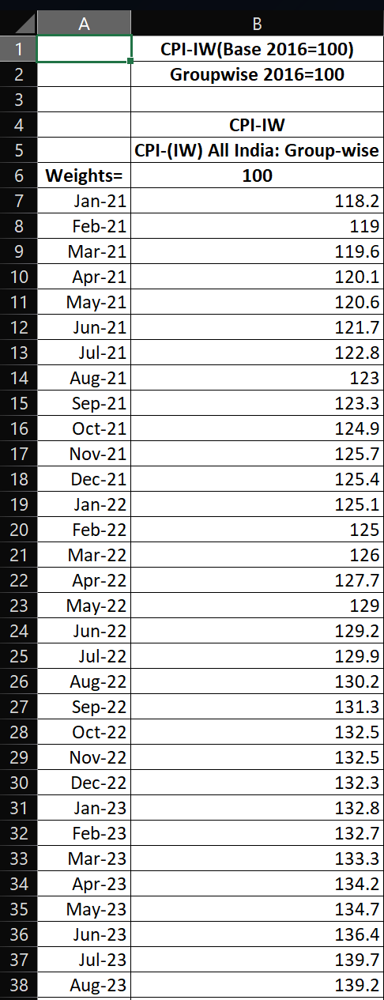 A B
1 CPI-IW(Base 2016=100)
2 Groupwise 2016=100
3
4 CPI-IW
5 CPI-(IW) All India: Group-wise
6 Weights= 100
7 Jan-21 118.2
8 Feb-21 119
9 Mar-21 119.6
10 Apr-21 120.1
11 May-21 120.6
12 Jun-21 121.7
13 Jul-21 122.8
14 Aug-21 123
15 Sep-21 123.3
16 Oct-21 124.9
17 Nov-21 125.7
18 Dec-21 125.4
19 Jan-22 125.1
20 Feb-22 125
21 Mar-22 126
22 Apr-22 127.7
23 May-22 129
24 Jun-22 129.2
25 Jul-22 129.9
26 Aug-22 130.2
27 Sep-22 131.3
28 Oct-22 132.5
29 Nov-22 132.5
30 Dec-22 132.3
31 Jan-23 132.8
32 Feb-23 132.7
33 Mar-23 133.3
34 Apr-23 134.2
35 May-23 134.7
36 Jun-23 136.4
37 Jul-23 139.7
38 Aug-23 139.2